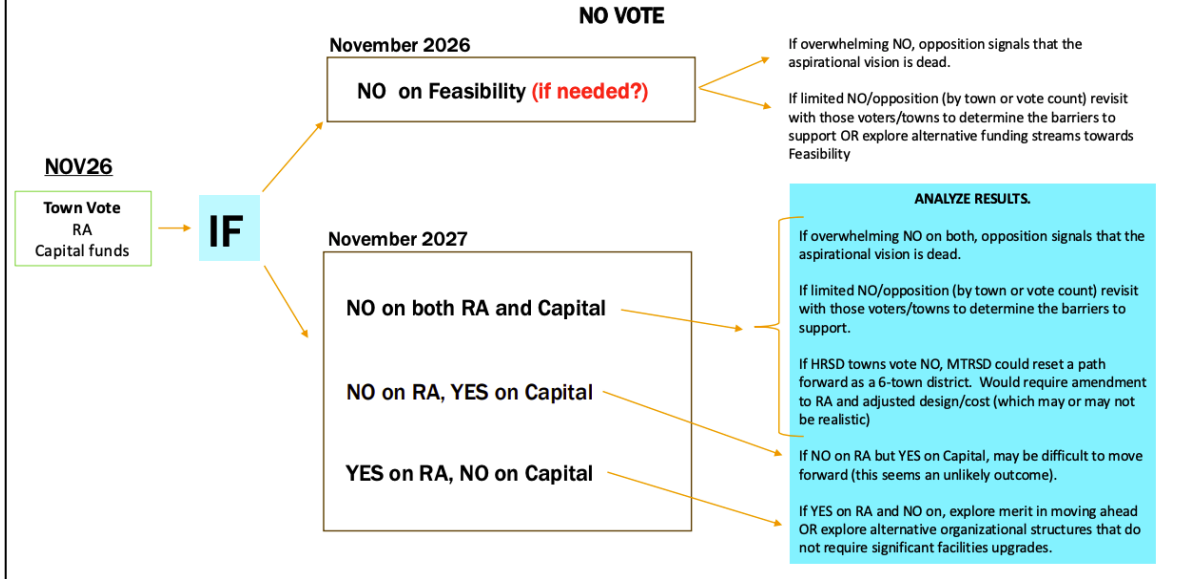 NO VOTE
November 2026
NO on Feasibility (if needed?)
If overwhelming NO, opposition signals that the
aspirational vision is dead.
If limited NO/opposition (by town or vote count) revisit
with those voters/towns to determine the barriers to
support OR explore alternative funding streams towards
Feasibility
NOV26
Town Vote
RA
Capital funds
IF
November 2027
NO on both RA and Capital
NO on RA, YES on Capital
YES on RA, NO on Capital
ANALYZE RESULTS.
If overwhelming NO on both, opposition signals that the
aspirational vision is dead.
If limited NO/opposition (by town or vote count) revisit
with those voters/towns to determine the barriers to
support.
If HRSD towns vote NO, MTRSD could reset a path
forward as a 6-town district.  Would require amendment
to RA and adjusted design/cost (which may or may not
be realistic)
If NO on RA but YES on Capital, may be difficult to move
forward (this seems an unlikely outcome).
If YES on RA and NO on, explore merit in moving ahead
OR explore alternative organizational structures that do
not require significant facilities upgrades.